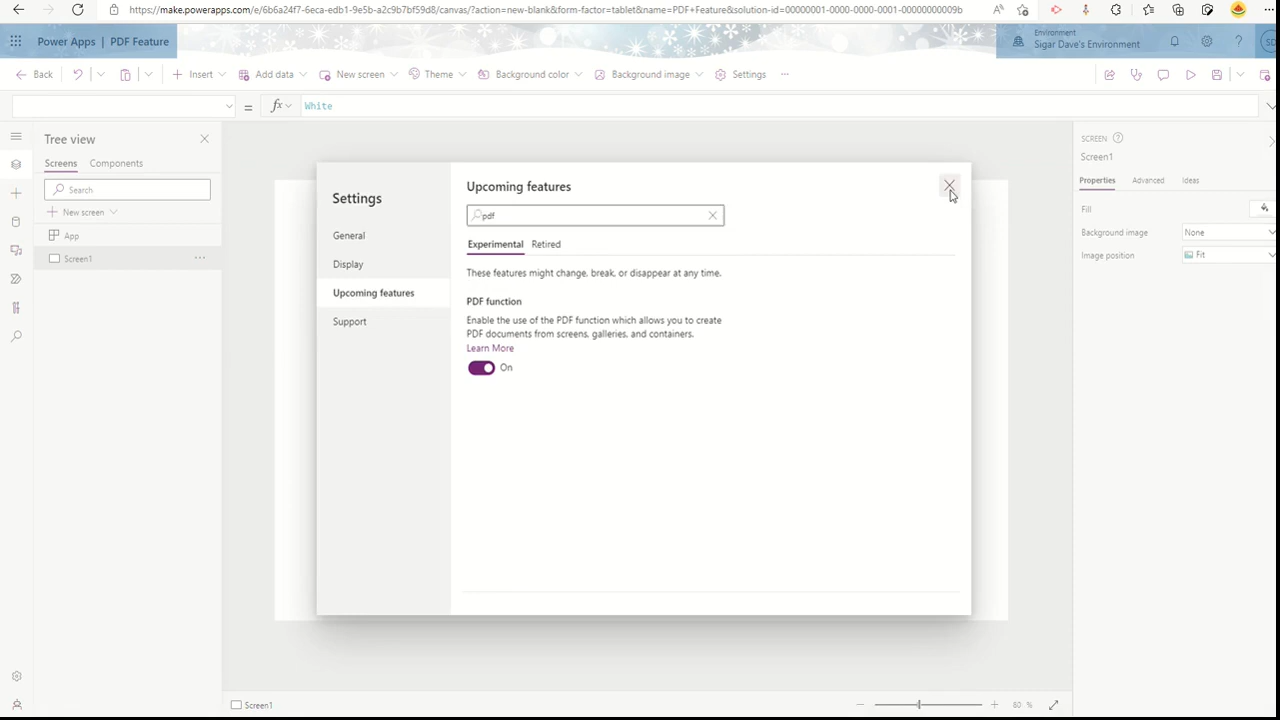 https://make.powerapps.com/e/6b6a24f7-6eca-edb1-9e5b-a2c9b7bf59d8/canvas/?action=new-blank&form-factor=tablet&name=PDF+Feature&solution-id=00000001-0000-0000-0001-00000000009b
Power Apps | PDF Feature
Environment
Sigar Dave's Environment
SD
Back
Insert
Add data
New screen
Theme
Background color
Background image
Settings
= fx White
Tree view
Screens Components
Search
New screen
App
Screen1
Settings
General
Display
Upcoming features
Support
Upcoming features
pdf
Experimental Retired
These features might change, break, or disappear at any time.
PDF function
Enable the use of the PDF function which allows you to create
PDF documents from screens, galleries, and containers.
Learn More
On
SCREEN
Screen1
Properties Advanced Ideas
Fill
Background image None
Image position Fit
Screen1
80 %